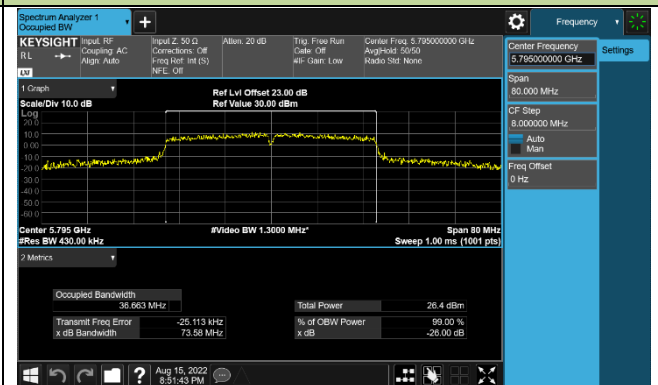 Spectrum Analyzer 1
Occupied BW
+
Frequency
KEYSIGHT
RL
LXI
Input: RF
Coupling: AC
Align: Auto
Input Z: 50 Ω
Corrections: Off
Freq Ref: Int (S)
NFE: Off
Atten: 20 dB
Trig: Free Run
Gate: Off
#IF Gain: Low
Center Freq: 5.795000000 GHz
Avg|Hold: 50/50
Radio Std: None
Center Frequency
5.795000000 GHz
Settings
Span
80.000 MHz
CF Step
8.000000 MHz
Auto
Man
Freq Offset
0 Hz
1 Graph
Scale/Div 10.0 dB
Ref Lvl Offset 23.00 dB
Ref Value 30.00 dBm
Log
20.0
10.0
0.00
-10.0
-20.0
-30.0
-40.0
-50.0
-60.0
Center 5.795 GHz
#Video BW 1.3000 MHz*
Span 80 MHz
#Res BW 430.00 kHz
Sweep 1.00 ms (1001 pts)
2 Metrics
Occupied Bandwidth
36.663 MHz
Total Power
26.4 dBm
Transmit Freq Error
-25.113 kHz
% of OBW Power
99.00 %
x dB Bandwidth
73.58 MHz
x dB
-26.00 dB
?
Aug 15, 2022
8:51:43 PM